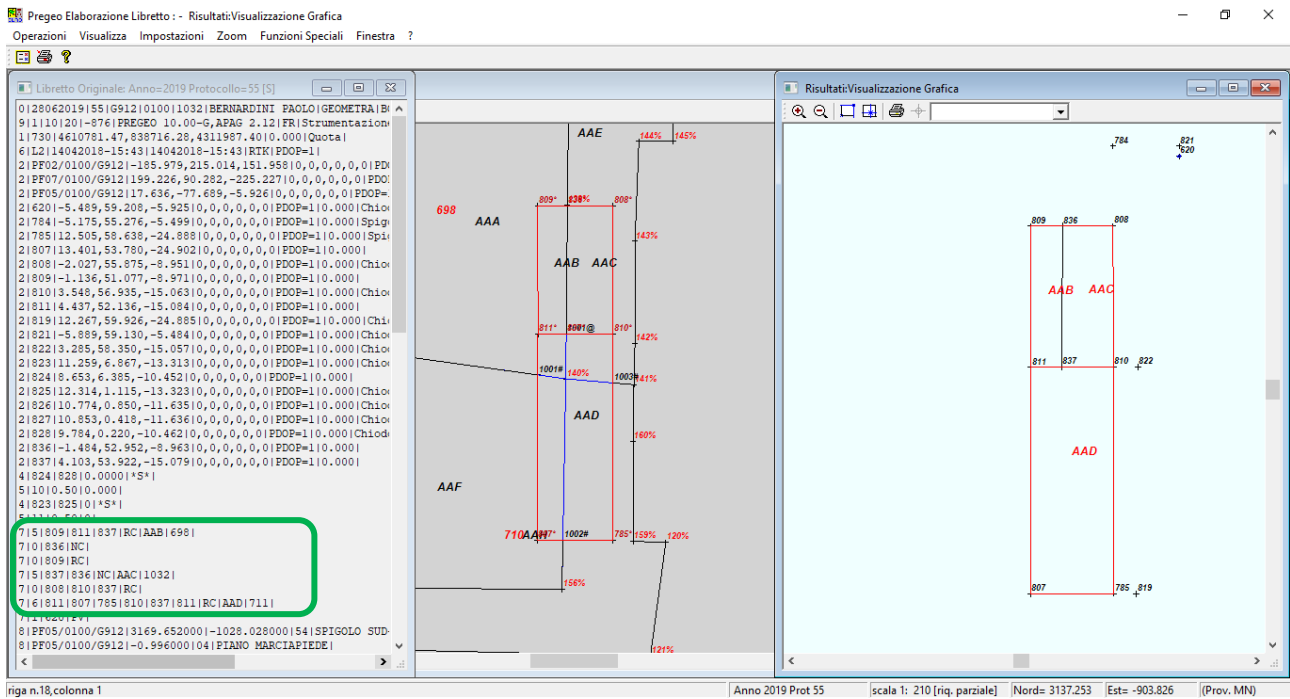 Pregeo Elaborazione Libretto : - Risultati:Visualizzazione Grafica
Operazioni Visualizza Impostazioni Zoom Funzioni Speciali Finestra ?
Libretto Originale: Anno=2019 Protocollo=55 [S]
0|28062019|55|G912|0100|1032|BERNARDINI PAOLO|GEOMETRA|B
9|1|10|20|-876|PREGEO 10.00-G,APAG 2.12|FR|Strumentazion
1|730|4610781.47,838716.28,4311987.40|0.000|Quota|
6|L2|14042018-15:43|14042018-15:43|RTK|PDOP=1|
2|PF02/0100/G912|-185.979,215.014,151.958|0,0,0,0,0,0|PD
2|PF07/0100/G912|199.226,90.282,-225.227|0,0,0,0,0,0|PDO
2|PF05/0100/G912|17.636,-77.689,-5.926|0,0,0,0,0,0|PDOP=
2|620|-5.489,59.208,-5.925|0,0,0,0,0,0|PDOP=1|0.000|Chio
2|784|-5.175,55.276,-5.499|0,0,0,0,0,0|PDOP=1|0.000|Spig
2|785|12.505,58.638,-24.888|0,0,0,0,0,0|PDOP=1|0.000|Spi
2|807|13.401,53.780,-24.902|0,0,0,0,0,0|PDOP=1|0.000|
2|808|-2.027,55.875,-8.951|0,0,0,0,0,0|PDOP=1|0.000|Chio
2|809|-1.136,51.077,-8.971|0,0,0,0,0,0|PDOP=1|0.000|
2|810|3.548,56.935,-15.063|0,0,0,0,0,0|PDOP=1|0.000|Chio
2|811|4.437,52.136,-15.084|0,0,0,0,0,0|PDOP=1|0.000|
2|819|12.267,59.926,-24.885|0,0,0,0,0,0|PDOP=1|0.000|Chi
2|821|-5.889,59.130,-5.484|0,0,0,0,0,0|PDOP=1|0.000|Chio
2|822|3.285,58.350,-15.057|0,0,0,0,0,0|PDOP=1|0.000|Chio
2|823|11.259,6.867,-13.313|0,0,0,0,0,0|PDOP=1|0.000|Chio
2|824|8.653,6.385,-10.452|0,0,0,0,0,0|PDOP=1|0.000|
2|825|12.314,1.115,-13.323|0,0,0,0,0,0|PDOP=1|0.000|Chio
2|826|10.774,0.850,-11.635|0,0,0,0,0,0|PDOP=1|0.000|Chio
2|827|10.853,0.418,-11.636|0,0,0,0,0,0|PDOP=1|0.000|Chio
2|828|9.784,0.220,-10.462|0,0,0,0,0,0|PDOP=1|0.000|Chiod
2|836|-1.484,52.952,-8.963|0,0,0,0,0,0|PDOP=1|0.000|
2|837|4.103,53.922,-15.079|0,0,0,0,0,0|PDOP=1|0.000|
4|824|828|0.0000|*S*|
5|10|0.50|0.000|
4|823|825|0|*S*|
7|5|809|811|837|RC|AAB|698|
7|0|836|NC|
7|0|809|RC|
7|5|837|836|NC|AAC|1032|
7|0|808|810|837|RC|
7|6|811|807|785|810|837|811|RC|AAD|711|
7|1|620|PV|
8|PF05/0100/G912|3169.652000|-1028.028000|54|SPIGOLO SUD
8|PF05/0100/G912|-0.996000|04|PIANO MARCIAPIEDE|
AAE
144%
145%
698
AAA
809*
808*
143%
AAB
AAC
811*
810*
142%
1001#
140%
1003#
141%
AAD
160%
AAF
710
1002#
785*
159%
120%
156%
121%
Risultati:Visualizzazione Grafica
784
821
620
809
836
808
AAB
AAC
811
837
810
822
AAD
807
785
819
riga n.18,colonna 1
Anno 2019 Prot 55
scala 1: 210 [riq. parziale]
Nord= 3137.253
Est= -903.826
(Prov. MN)